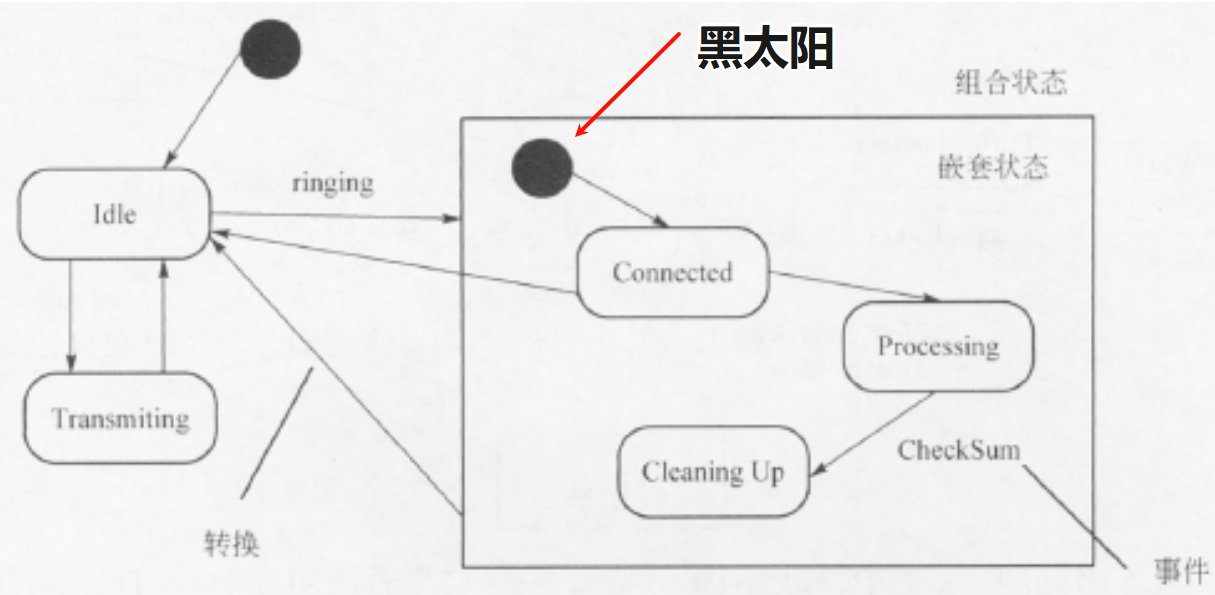 黑太阳
组合状态
嵌套状态
ringing
Idle
Connected
Processing
Transmiting
CheckSum
Cleaning Up
转换
事件